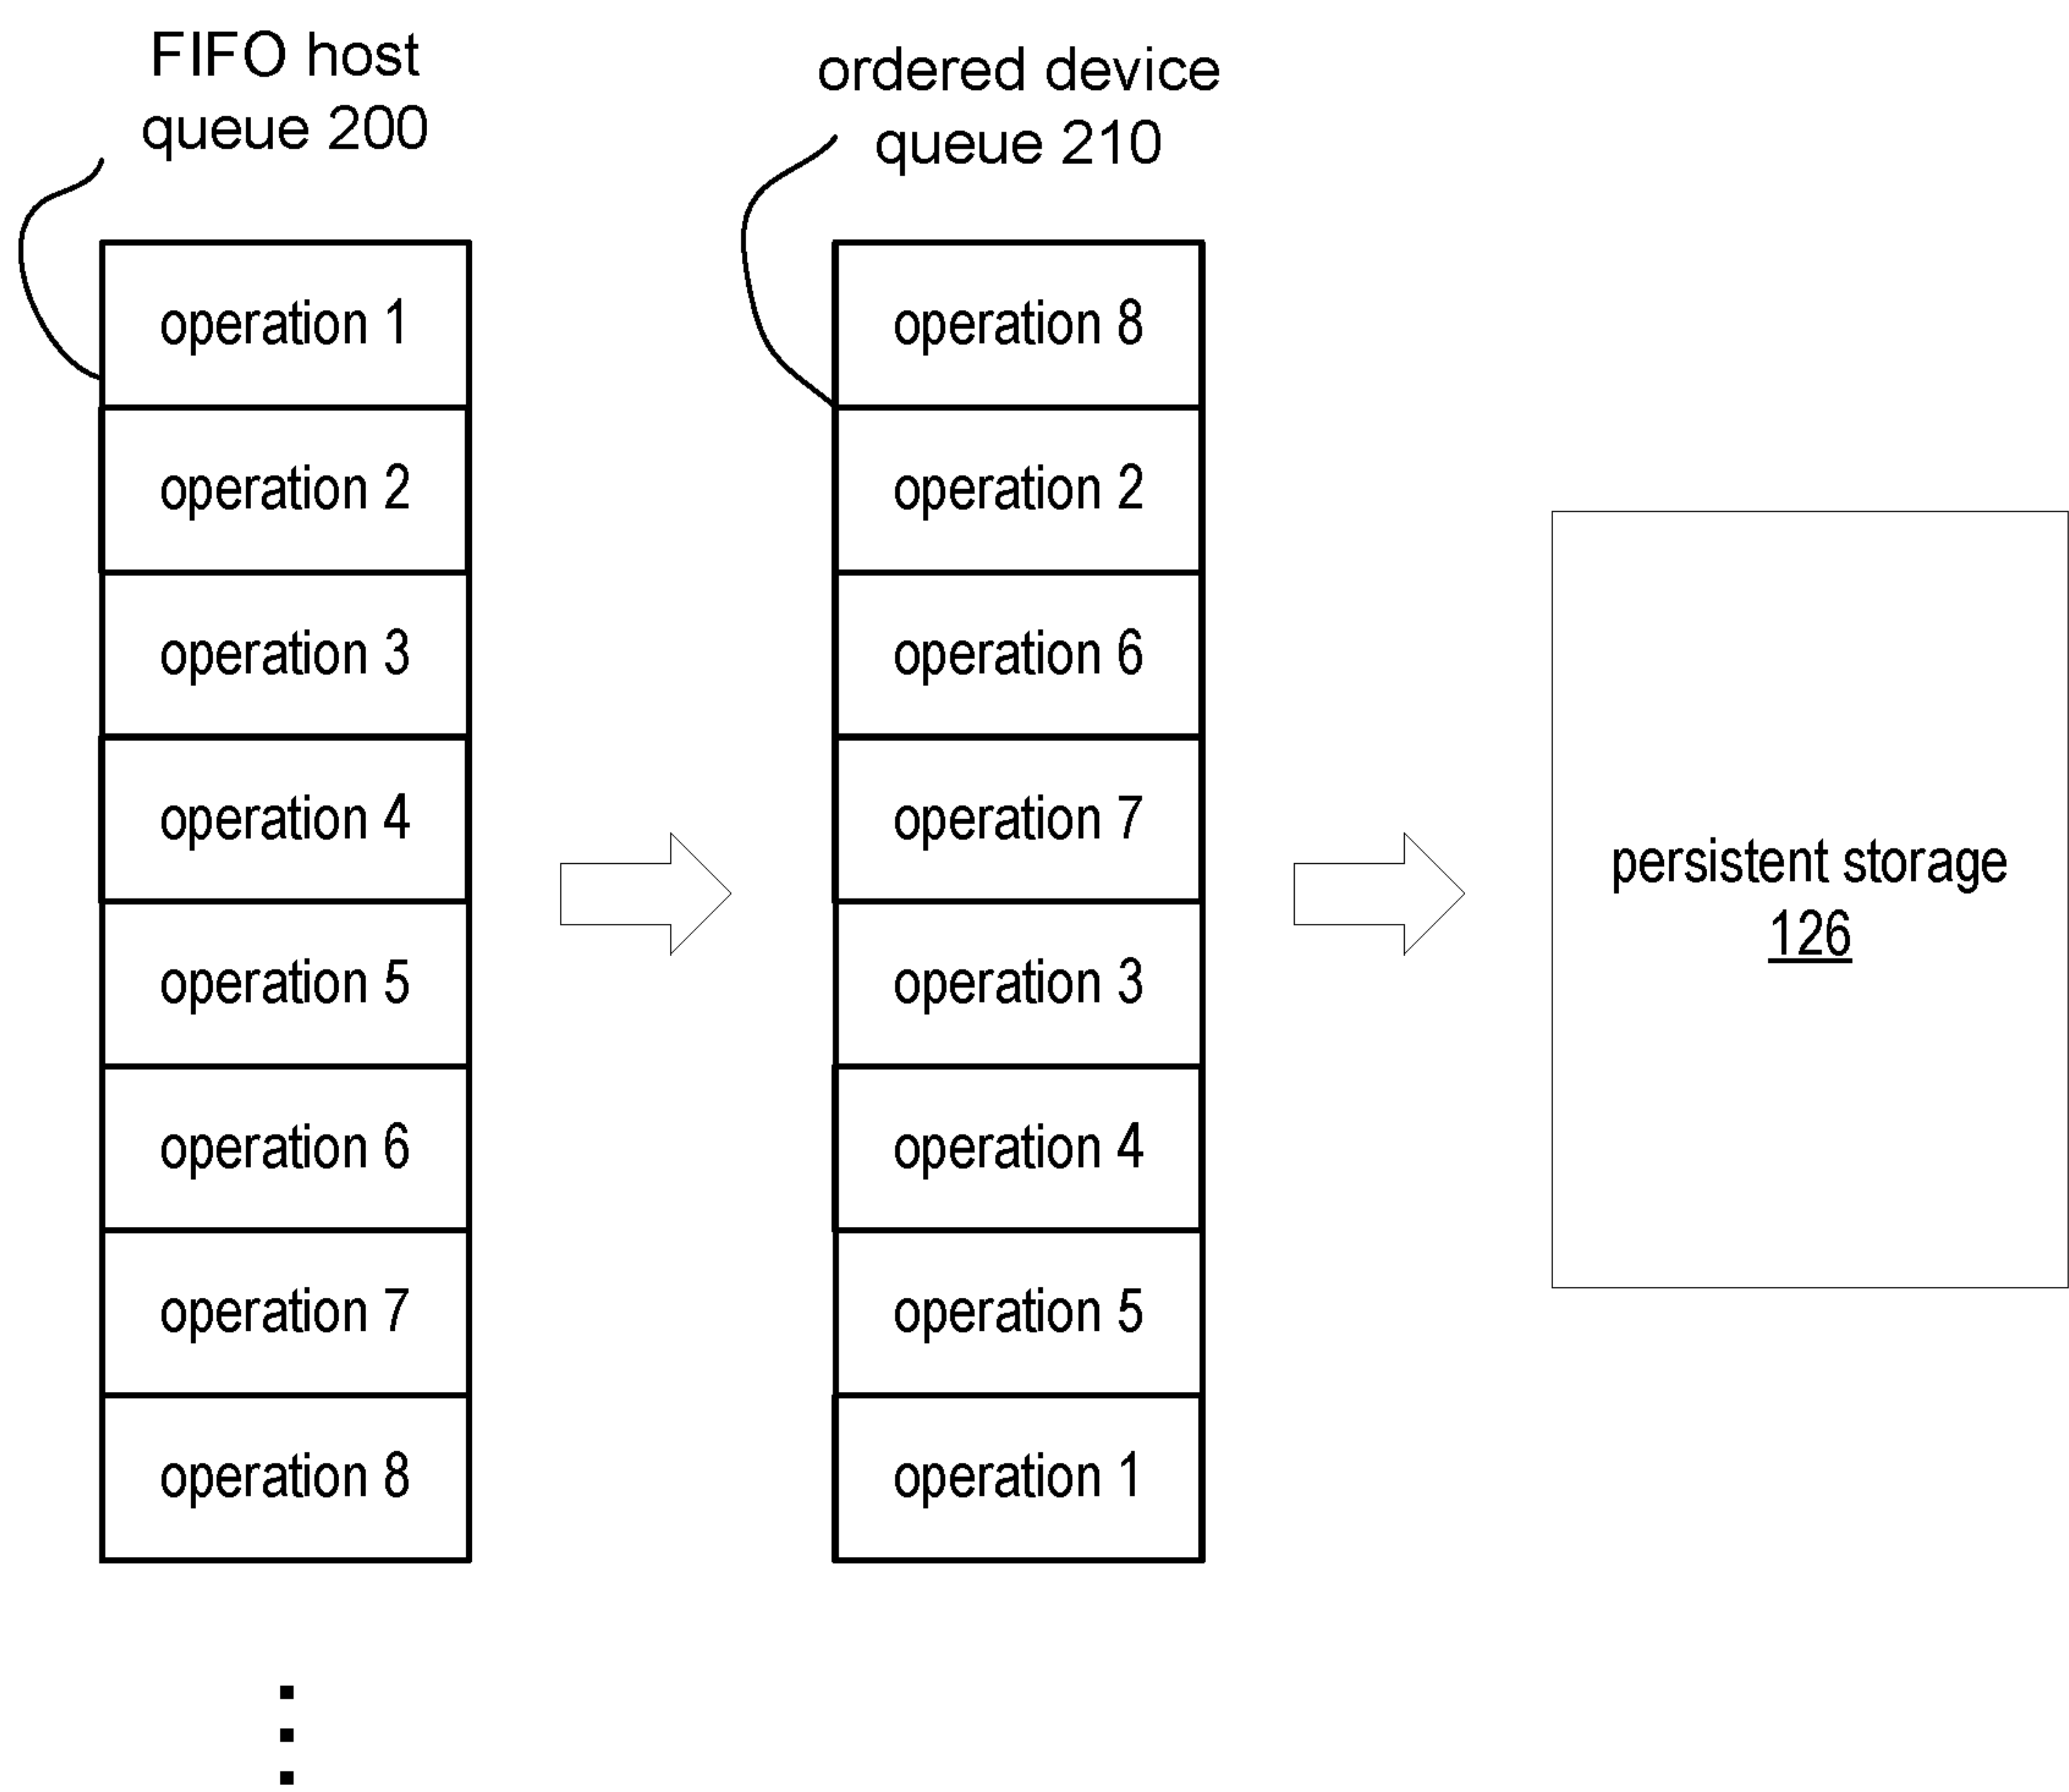 FIFO host
queue 200
operation 1
operation 2
operation 3
operation 4
operation 5
operation 6
operation 7
operation 8
ordered device
queue 210
operation 8
operation 2
operation 6
operation 7
operation 3
operation 4
operation 5
operation 1
persistent storage
126